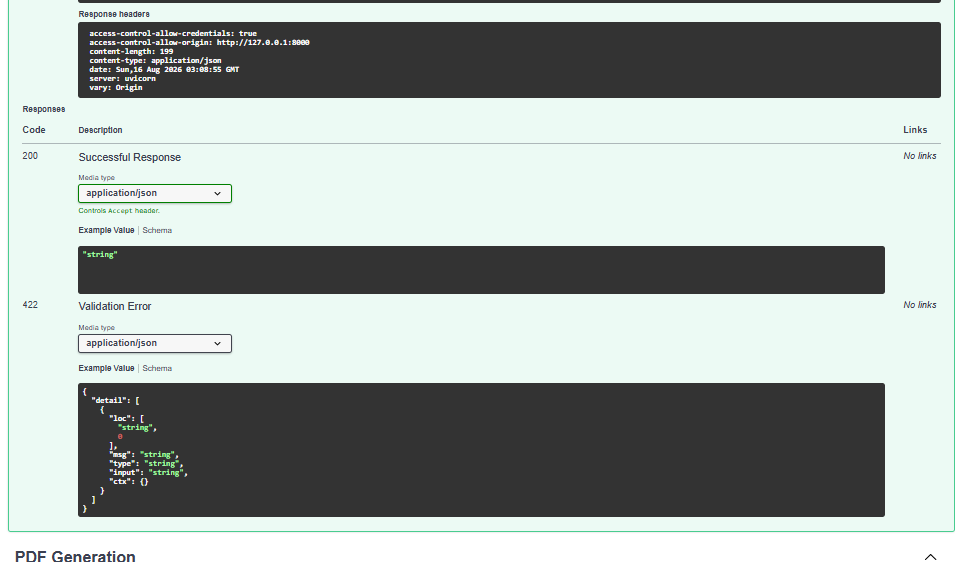 Response headers
access-control-allow-credentials: true
access-control-allow-origin: http://127.0.0.1:8000
content-length: 199
content-type: application/json
date: Sun,16 Aug 2026 03:08:55 GMT
server: uvicorn
vary: Origin
Responses
Code Description Links
200 Successful Response No links
Media type
application/json
Controls Accept header.
Example Value | Schema
"string"
422 Validation Error No links
Media type
application/json
Example Value | Schema
{
"detail": [
{
"loc": [
"string",
0
],
"msg": "string",
"type": "string",
"input": "string",
"ctx": {}
}
]
}
PDF Generation